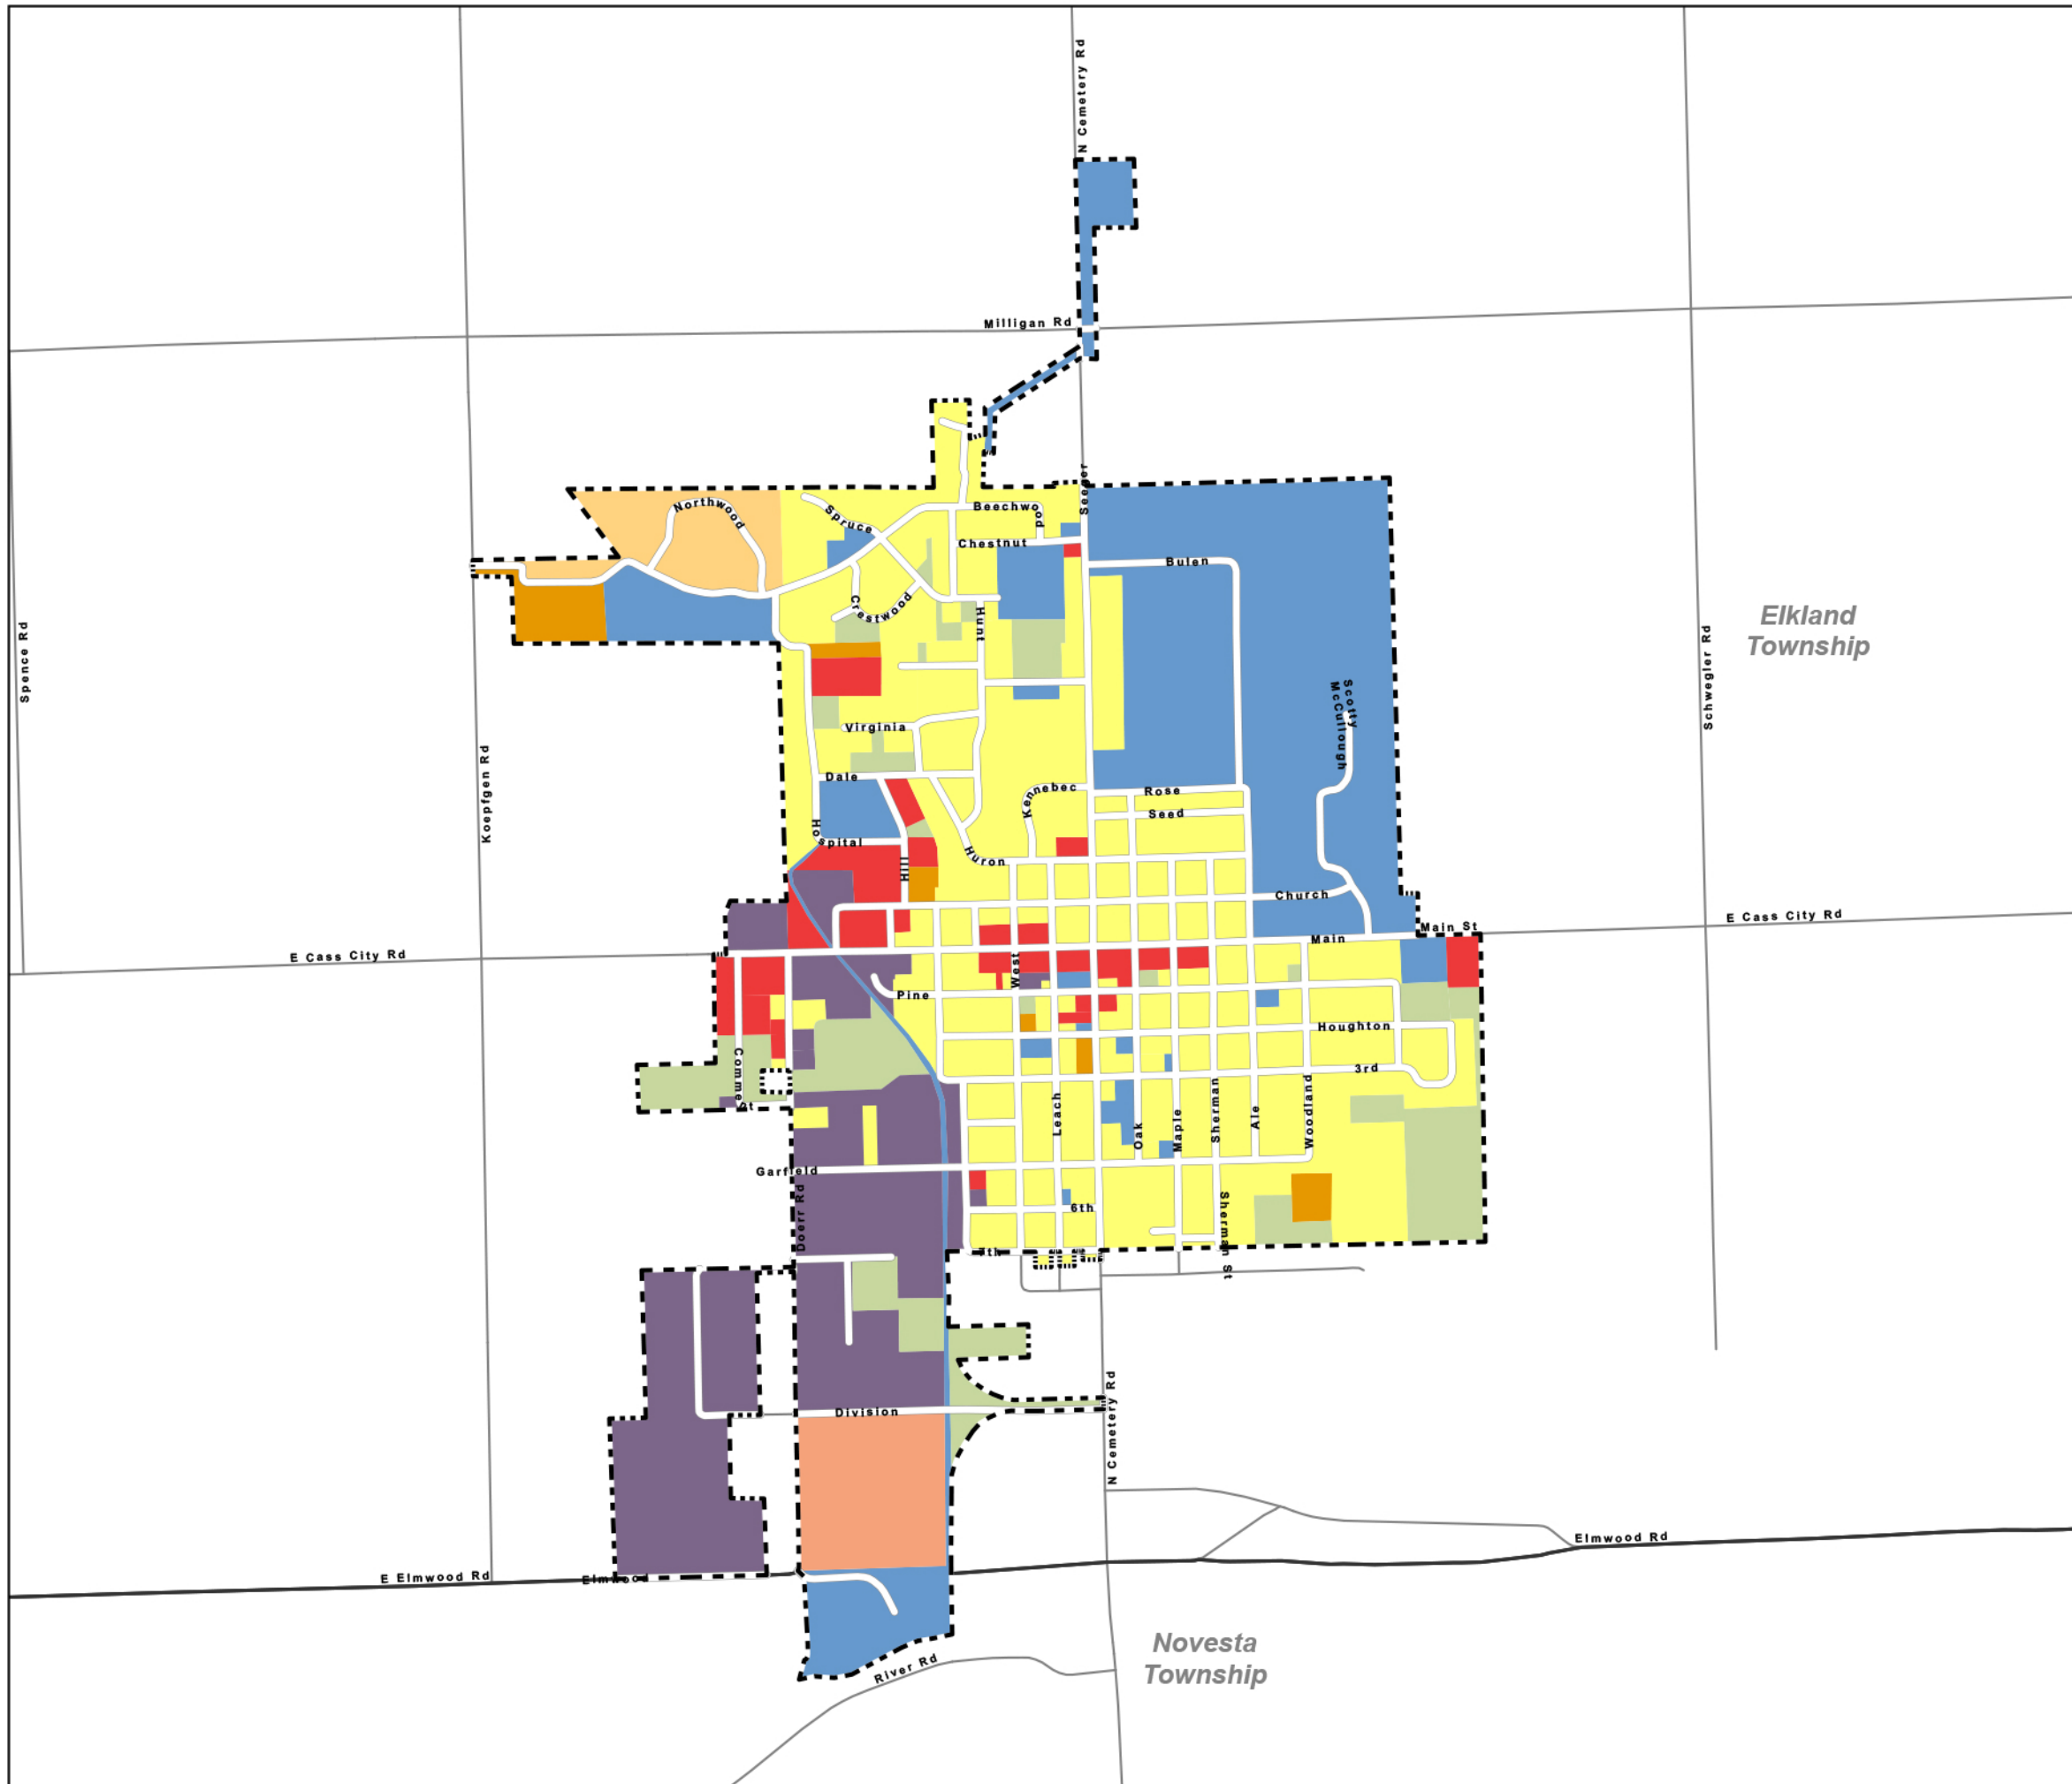 N Cemetery Rd
Milligan Rd
Seeger
Northwood
Spruce
Beechwood
Chestnut
Bulen
Crestwood
Hunt
Elkland
Township
Spence Rd
Koepfgen Rd
Schwegler Rd
Scotty
McCullough
Virginia
Dale
Kennebec
Rose
Seed
Hospital
Hill
Huron
Church
E Cass City Rd
Main St
Main
E Cass City Rd
West
Pine
Houghton
Comme
St
3rd
Leach
Oak
Maple
Sherman
Ale
Woodland
Garfield
Doerr Rd
6th
Sherman St
7th
Division
N Cemetery Rd
Elmwood Rd
E Elmwood Rd
Elmwood
Novesta
Township
River Rd